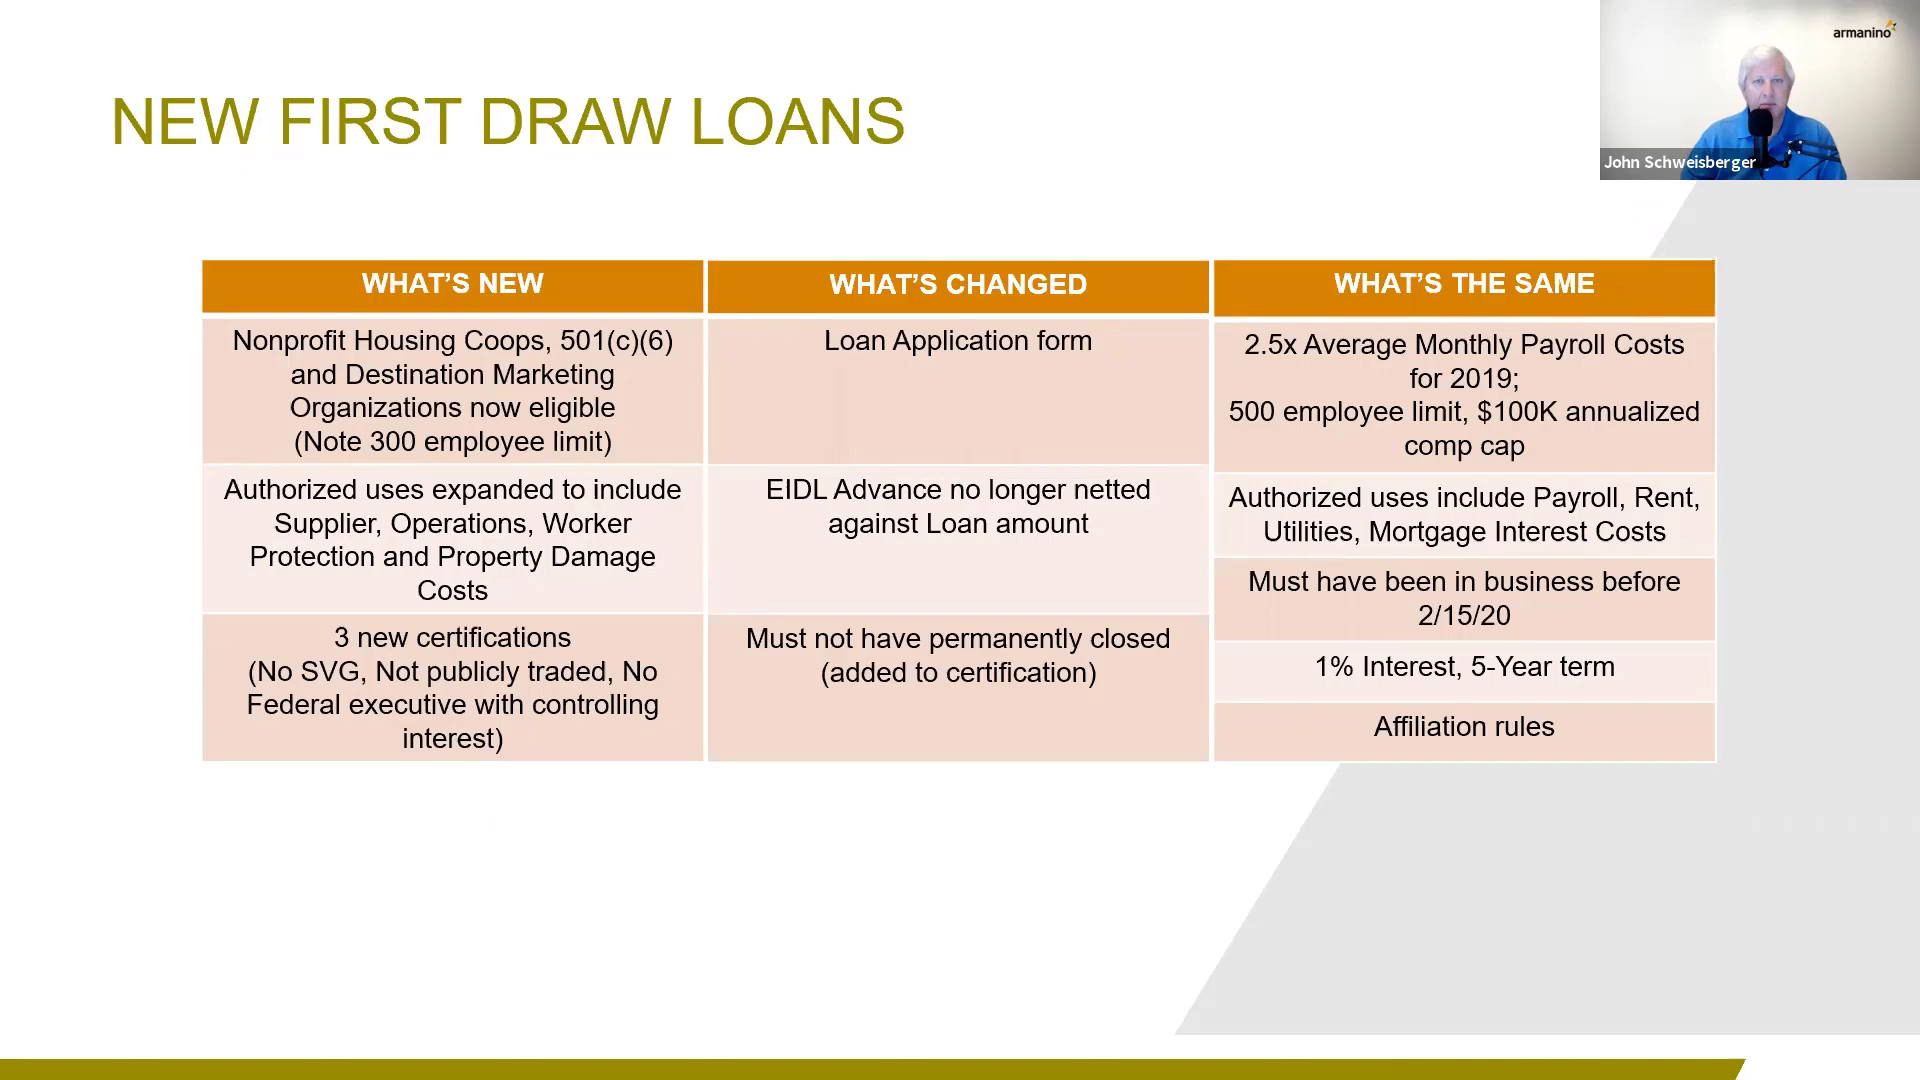 armanino
John Schweisberger
NEW FIRST DRAW LOANS
WHAT’S NEW
Nonprofit Housing Coops, 501(c)(6)
and Destination Marketing
Organizations now eligible
(Note 300 employee limit)
Authorized uses expanded to include
Supplier, Operations, Worker
Protection and Property Damage
Costs
3 new certifications
(No SVG, Not publicly traded, No
Federal executive with controlling
interest)
WHAT’S CHANGED
Loan Application form
EIDL Advance no longer netted
against Loan amount
Must not have permanently closed
(added to certification)
WHAT’S THE SAME
2.5x Average Monthly Payroll Costs
for 2019;
500 employee limit, $100K annualized
comp cap
Authorized uses include Payroll, Rent,
Utilities, Mortgage Interest Costs
Must have been in business before
2/15/20
1% Interest, 5-Year term
Affiliation rules